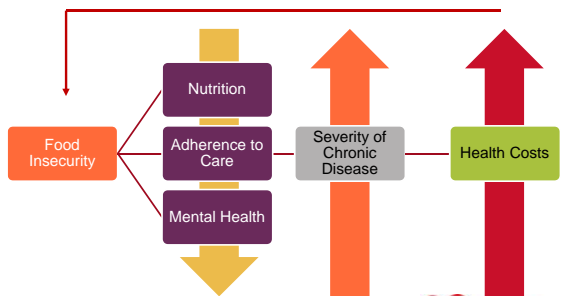 Nutrition
Food
Insecurity
Adherence to
Care
Mental Health
Severity of
Chronic
Disease
Health Costs